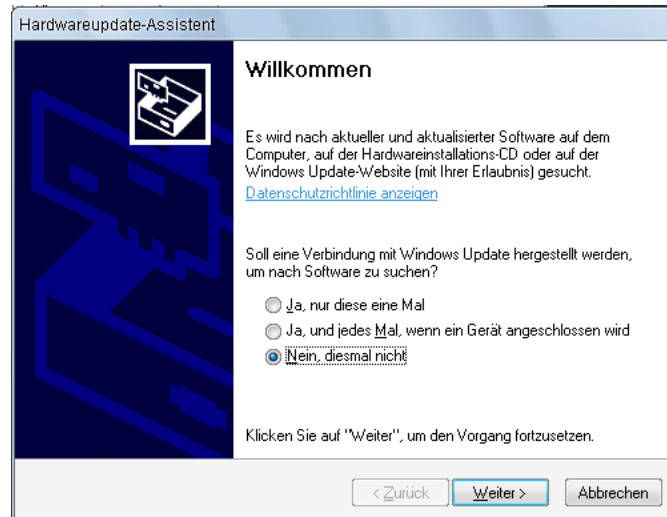 Hardwareupdate-Assistent
Willkommen
Es wird nach aktueller und aktualisierter Software auf dem
Computer, auf der Hardwareinstallations-CD oder auf der
Windows Update-Website (mit Ihrer Erlaubnis) gesucht.
Datenschutzrichtlinie anzeigen
Soll eine Verbindung mit Windows Update hergestellt werden,
um nach Software zu suchen?
Ja, nur diese eine Mal
Ja, und jedes Mal, wenn ein Gerät angeschlossen wird
Nein, diesmal nicht
Klicken Sie auf "Weiter", um den Vorgang fortzusetzen.
< Zurück Weiter > Abbrechen